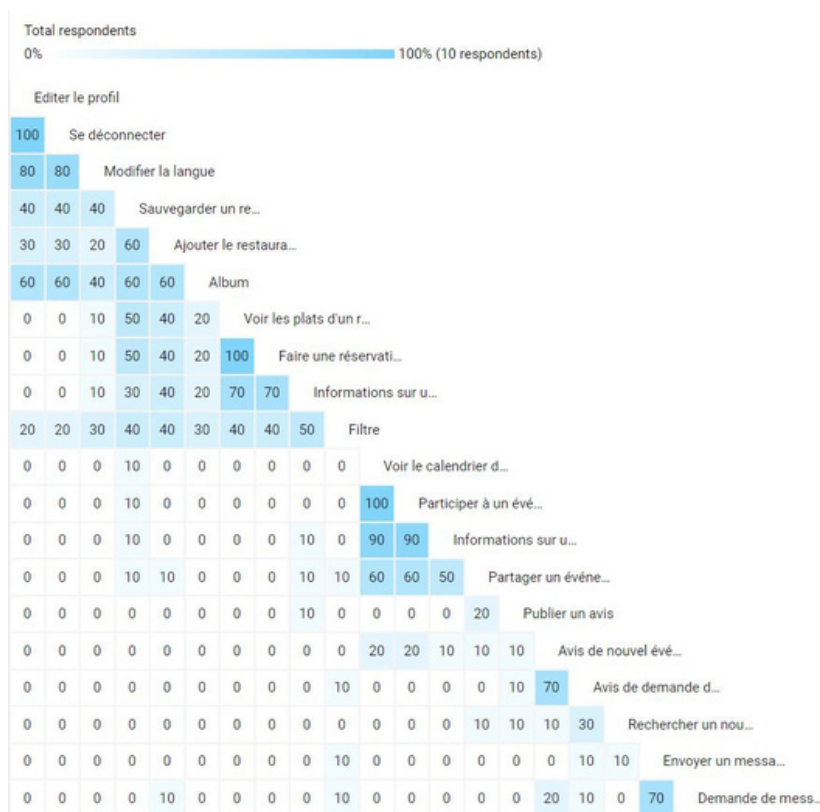 Total respondents
0% 100% (10 respondents)
Editer le profil
100 Se déconnecter
80 80 Modifier la langue
40 40 40 Sauvegarder un re...
30 30 20 60 Ajouter le restaura...
60 60 40 60 60 Album
0 0 10 50 40 20 Voir les plats d'un r...
0 0 10 50 40 20 100 Faire une réservati...
0 0 10 30 40 20 70 70 Informations sur u...
20 20 30 40 40 30 40 40 50 Filtre
0 0 0 10 0 0 0 0 0 0 Voir le calendrier d...
0 0 0 10 0 0 0 0 0 0 100 Participer à un évé...
0 0 0 10 0 0 0 0 10 0 90 90 Informations sur u...
0 0 0 10 10 0 0 0 10 10 60 60 50 Partager un événe...
0 0 0 0 0 0 0 0 10 0 0 0 0 20 Publier un avis
0 0 0 0 0 0 0 0 0 0 20 20 10 10 10 Avis de nouvel évé...
0 0 0 0 0 0 0 0 0 10 0 0 0 0 10 70 Avis de demande d...
0 0 0 0 0 0 0 0 0 0 0 0 0 10 10 10 30 Rechercher un nou...
0 0 0 0 0 0 0 0 0 10 0 0 0 0 0 0 10 10 Envoyer un messa...
0 0 0 0 10 0 0 0 0 10 0 0 0 0 0 20 10 0 70 Demande de mess...